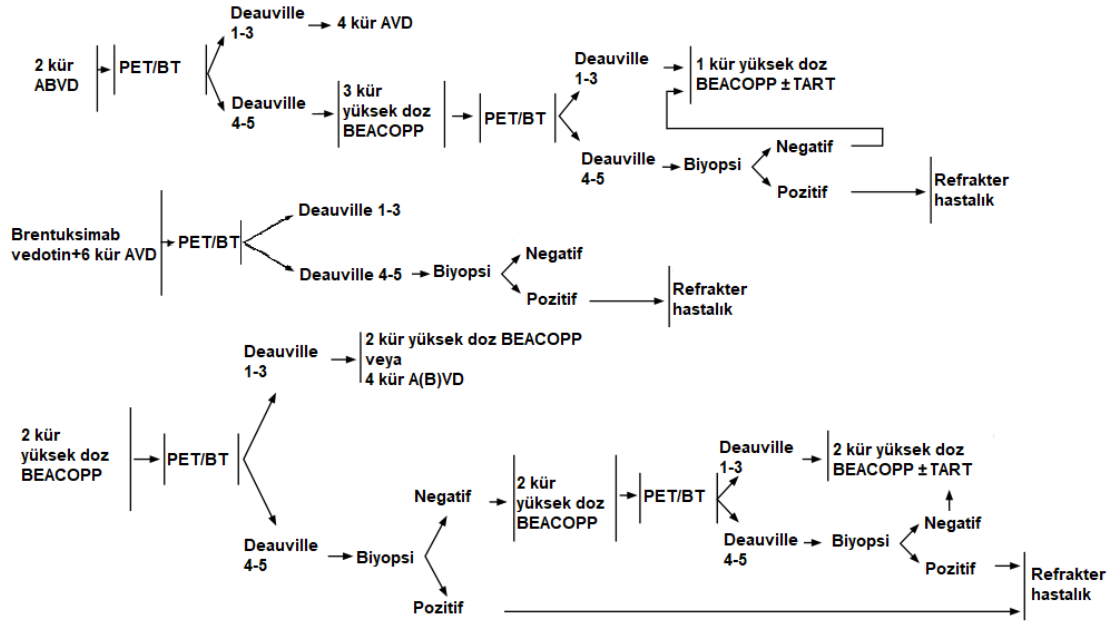 2 kür
ABVD
PET/BT
Deauville
1-3
4 kür AVD
Deauville
4-5
3 kür
yüksek doz
BEACOPP
PET/BT
Deauville
1-3
1 kür yüksek doz
BEACOPP ± TART
Deauville
4-5
Biyopsi
Negatif
Pozitif
Refrakter
hastalık
Brentuksimab
vedotin+6 kür AVD
PET/BT
Deauville 1-3
Deauville 4-5
Biyopsi
Negatif
Pozitif
Refrakter
hastalık
2 kür
yüksek doz
BEACOPP
PET/BT
Deauville
1-3
2 kür yüksek doz BEACOPP
veya
4 kür A(B)VD
Deauville
4-5
Biyopsi
Negatif
2 kür
yüksek doz
BEACOPP
PET/BT
Deauville
1-3
2 kür yüksek doz
BEACOPP ± TART
Deauville
4-5
Biyopsi
Negatif
Pozitif
Pozitif
Refrakter
hastalık